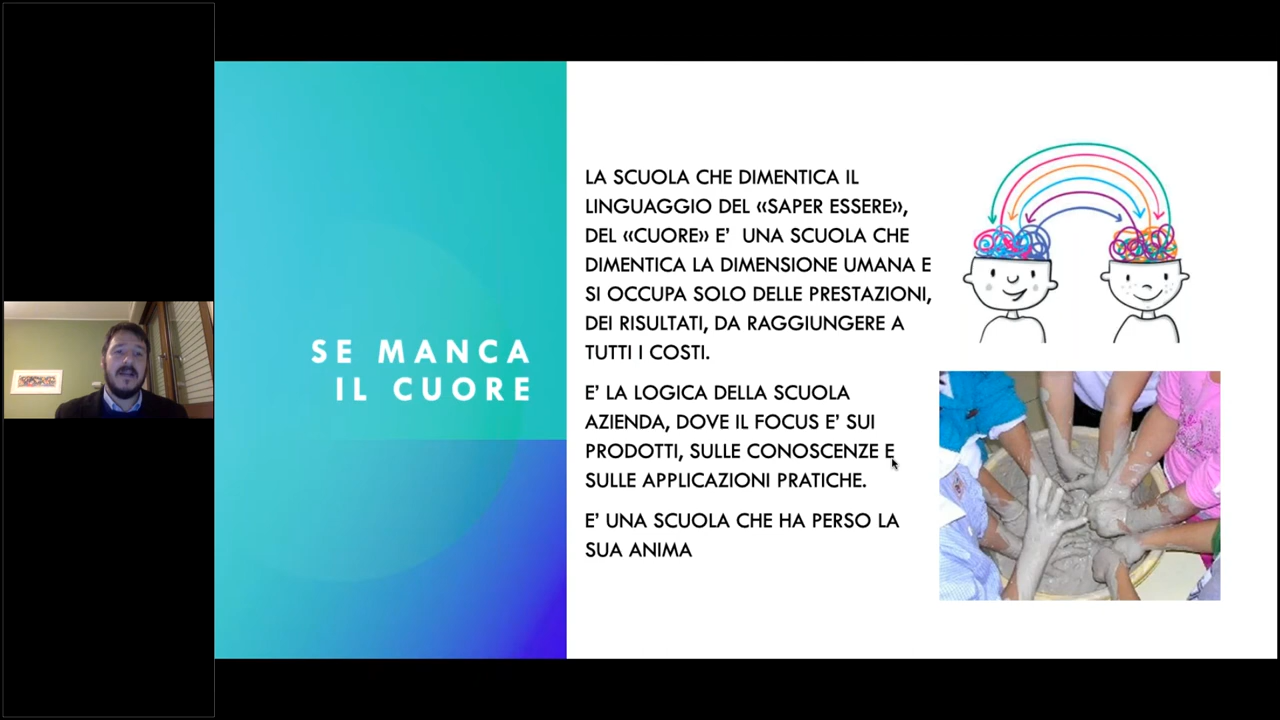 SE MANCA
IL CUORE
LA SCUOLA CHE DIMENTICA IL
LINGUAGGIO DEL «SAPER ESSERE»,
DEL «CUORE» E’ UNA SCUOLA CHE
DIMENTICA LA DIMENSIONE UMANA E
SI OCCUPA SOLO DELLE PRESTAZIONI,
DEI RISULTATI, DA RAGGIUNGERE A
TUTTI I COSTI.
E’ LA LOGICA DELLA SCUOLA
AZIENDA, DOVE IL FOCUS E’ SUI
PRODOTTI, SULLE CONOSCENZE E
SULLE APPLICAZIONI PRATICHE.
E’ UNA SCUOLA CHE HA PERSO LA
SUA ANIMA